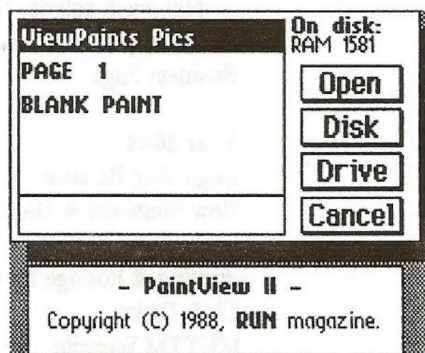 ViewPaints Pics
PAGE 1
BLANK PAINT
On disk:
RAM 1581
Open
Disk
Drive
Cancel
- PaintView II -
Copyright (C) 1988, RUN magazine.